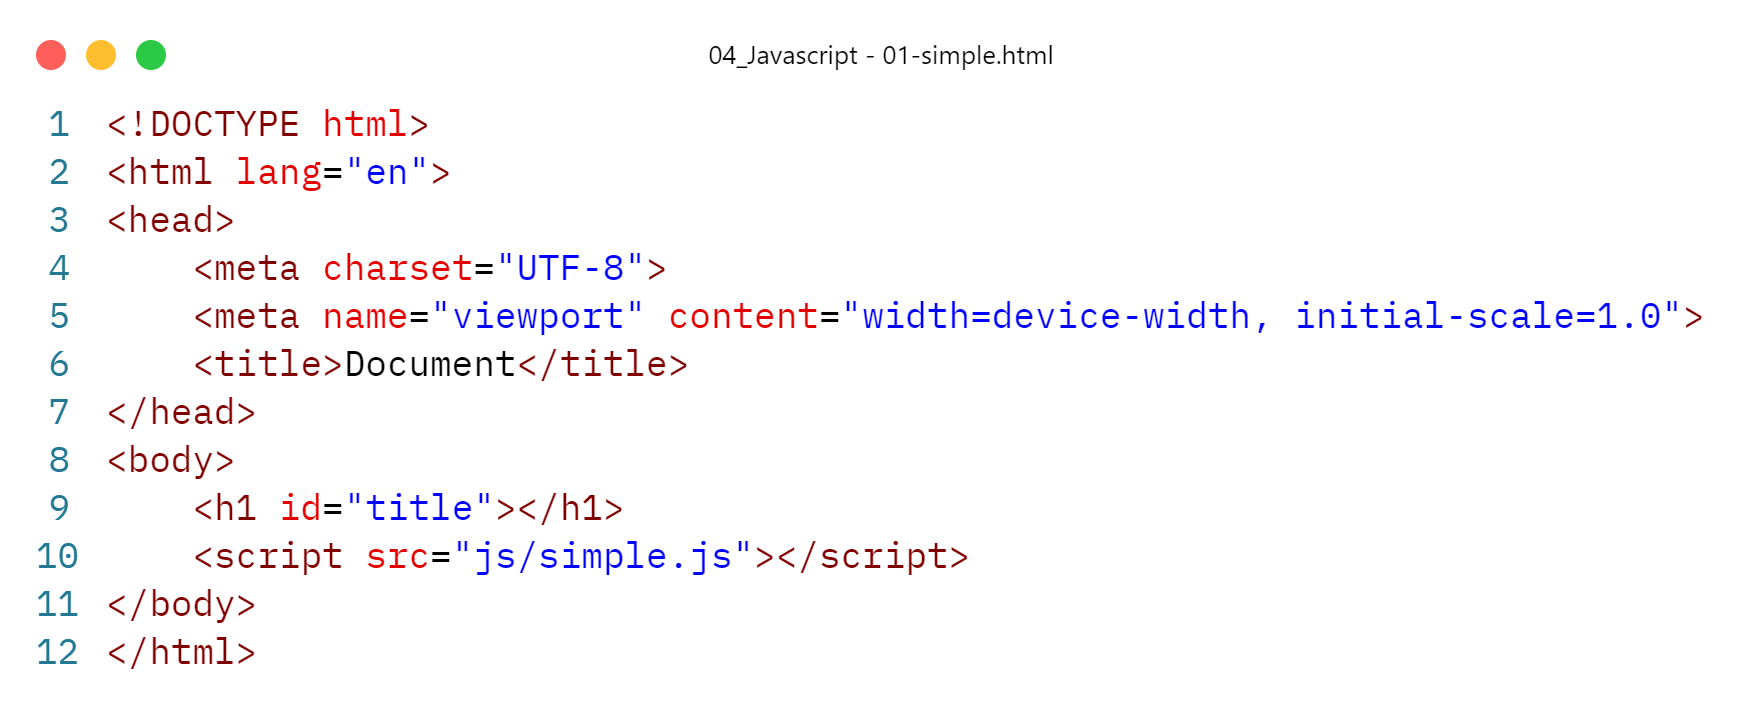 04_Javascript - 01-simple.html
1 <!DOCTYPE html>
2 <html lang="en">
3 <head>
4     <meta charset="UTF-8">
5     <meta name="viewport" content="width=device-width, initial-scale=1.0">
6     <title>Document</title>
7 </head>
8 <body>
9     <h1 id="title"></h1>
10     <script src="js/simple.js"></script>
11 </body>
12 </html>